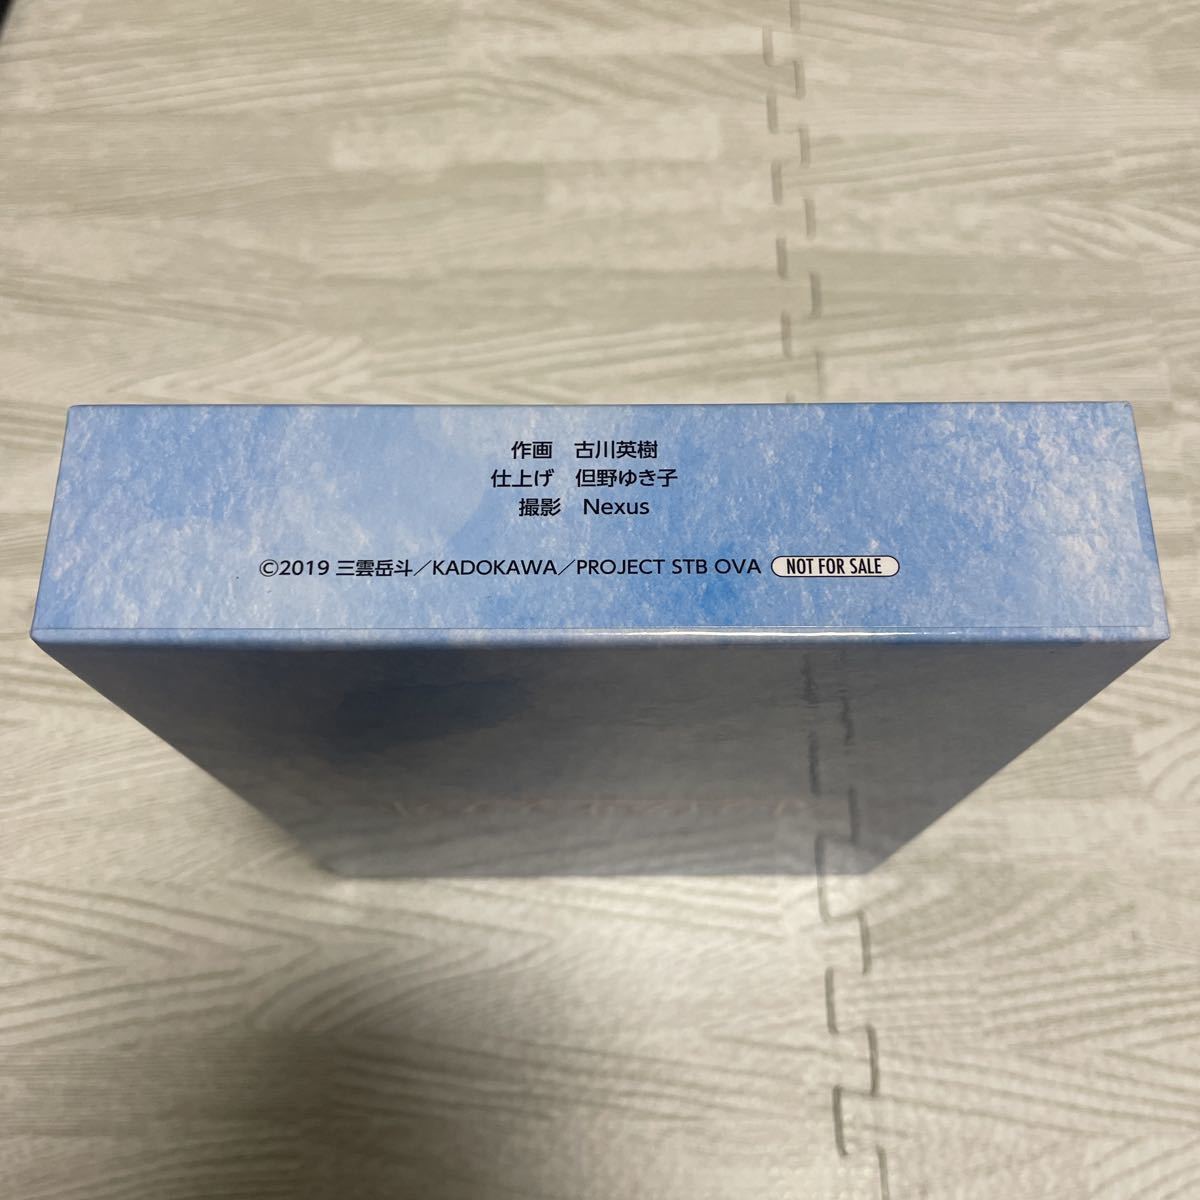 作画　古川英樹
仕上げ　但野ゆき子
撮影　Nexus
©2019 三雲岳斗／KADOKAWA／PROJECT STB OVA NOT FOR SALE